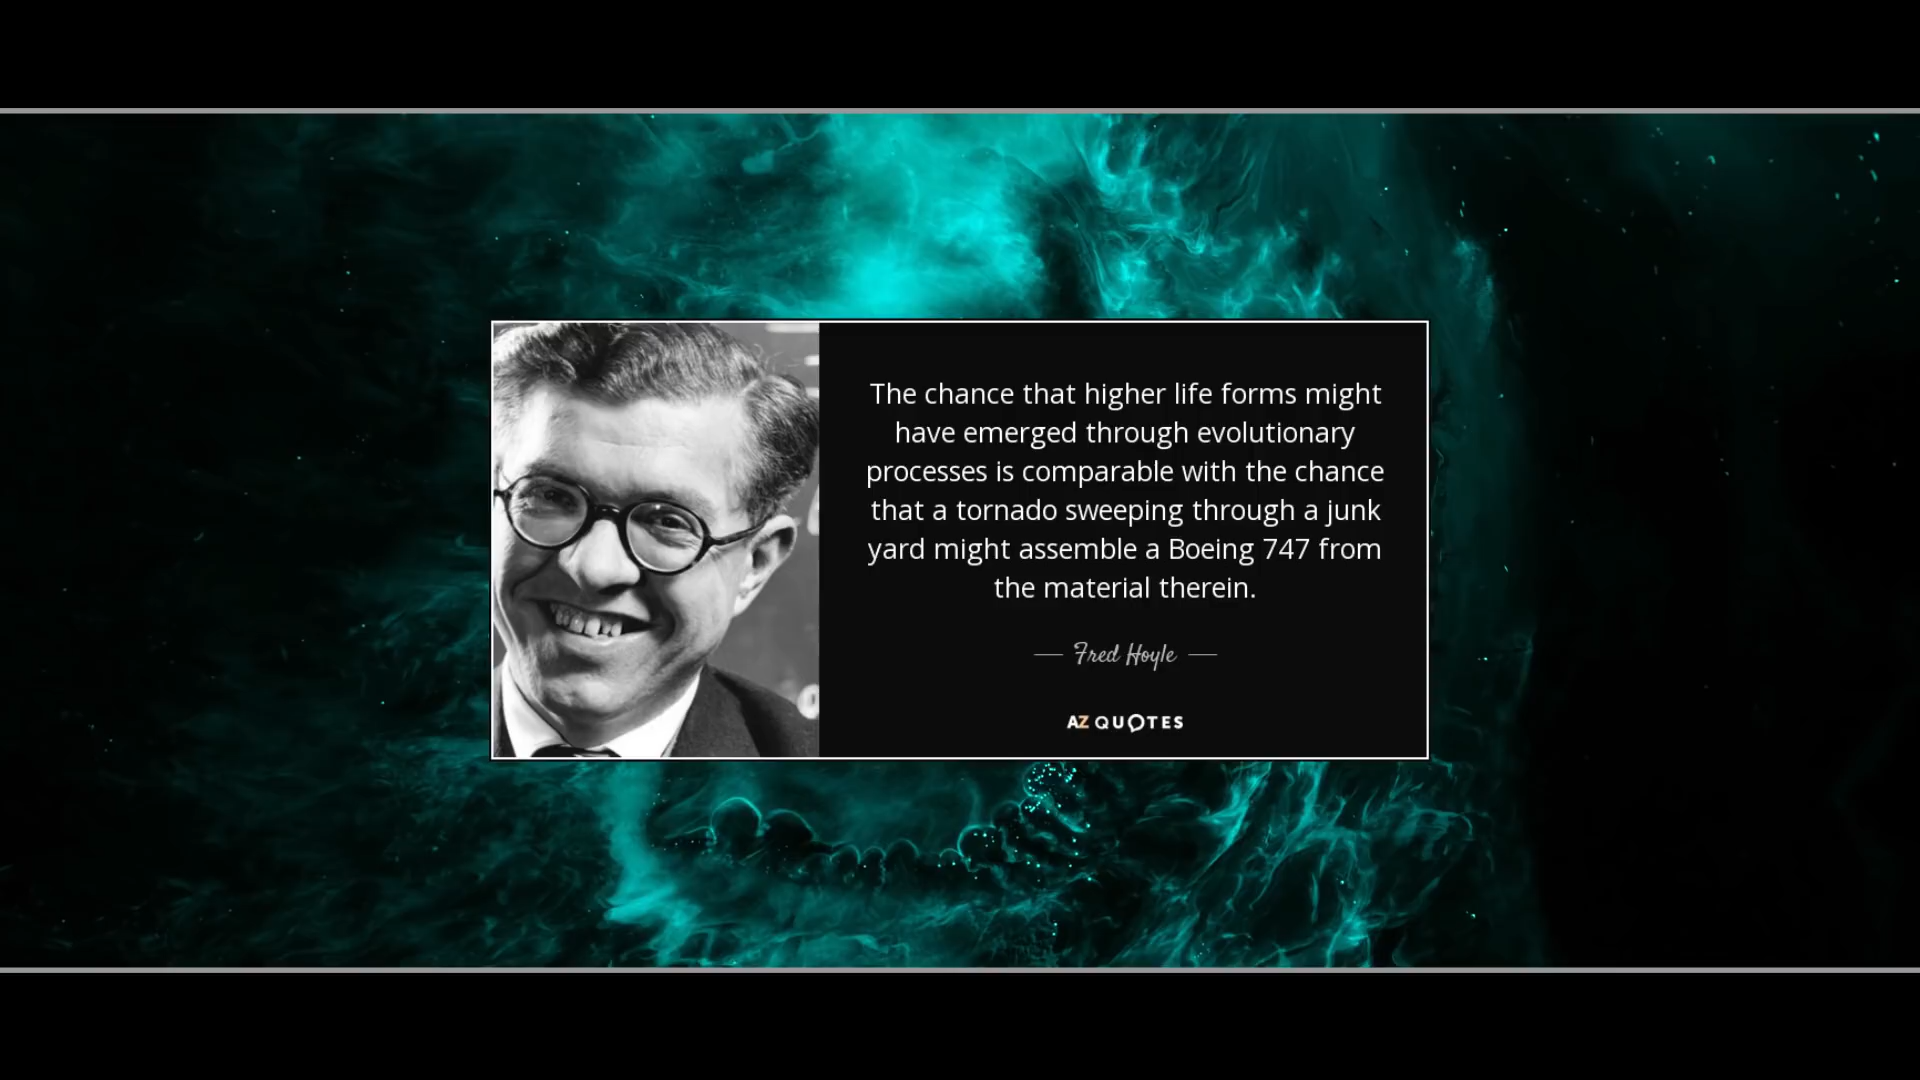 The chance that higher life forms might
have emerged through evolutionary
processes is comparable with the chance
that a tornado sweeping through a junk
yard might assemble a Boeing 747 from
the material therein.
Fred Hoyle
AZ QUOTES